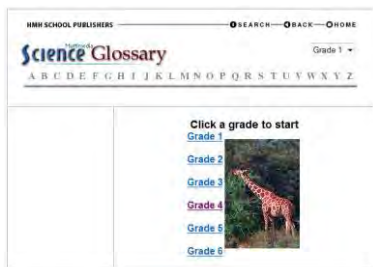 HMH SCHOOL PUBLISHERS
SEARCH BACK HOME
Science Glossary
Grade 1
A B C D E F G H I J K L M N O P Q R S T U V W X Y Z
Click a grade to start
Grade 1
Grade 2
Grade 3
Grade 4
Grade 5
Grade 6